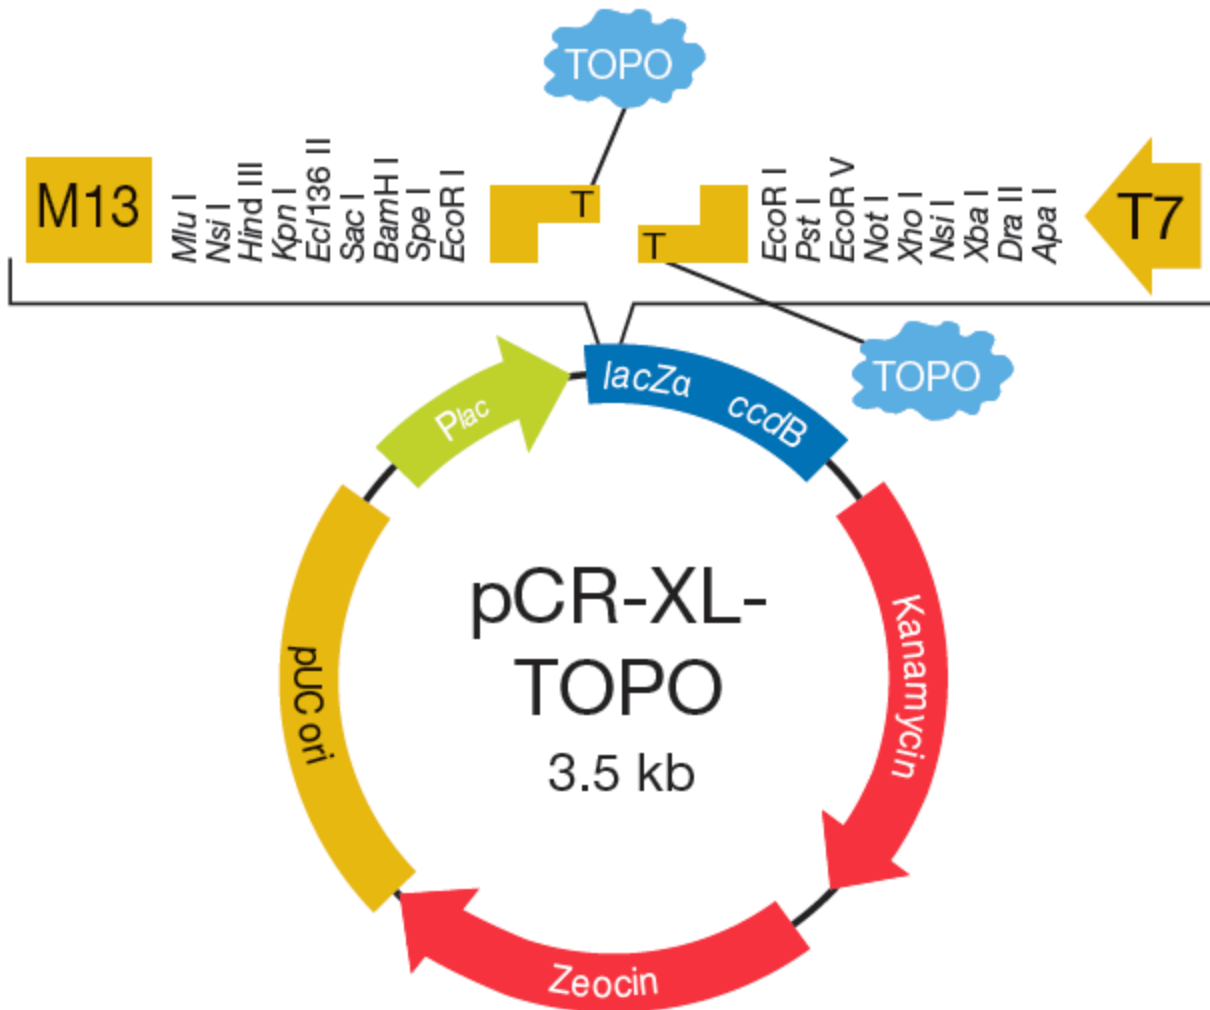 TOPO
M13
Mlu I
Nsi I
Hind III
Kpn I
Ecl136 II
Sac I
BamH I
Spe I
EcoR I
T
T
EcoR I
Pst I
EcoR V
Not I
Xho I
Nsi I
Xba I
Dra II
Apa I
T7
TOPO
Plac
lacZα
ccdB
Kanamycin
Zeocin
pUC ori
pCR-XL-
TOPO
3.5 kb